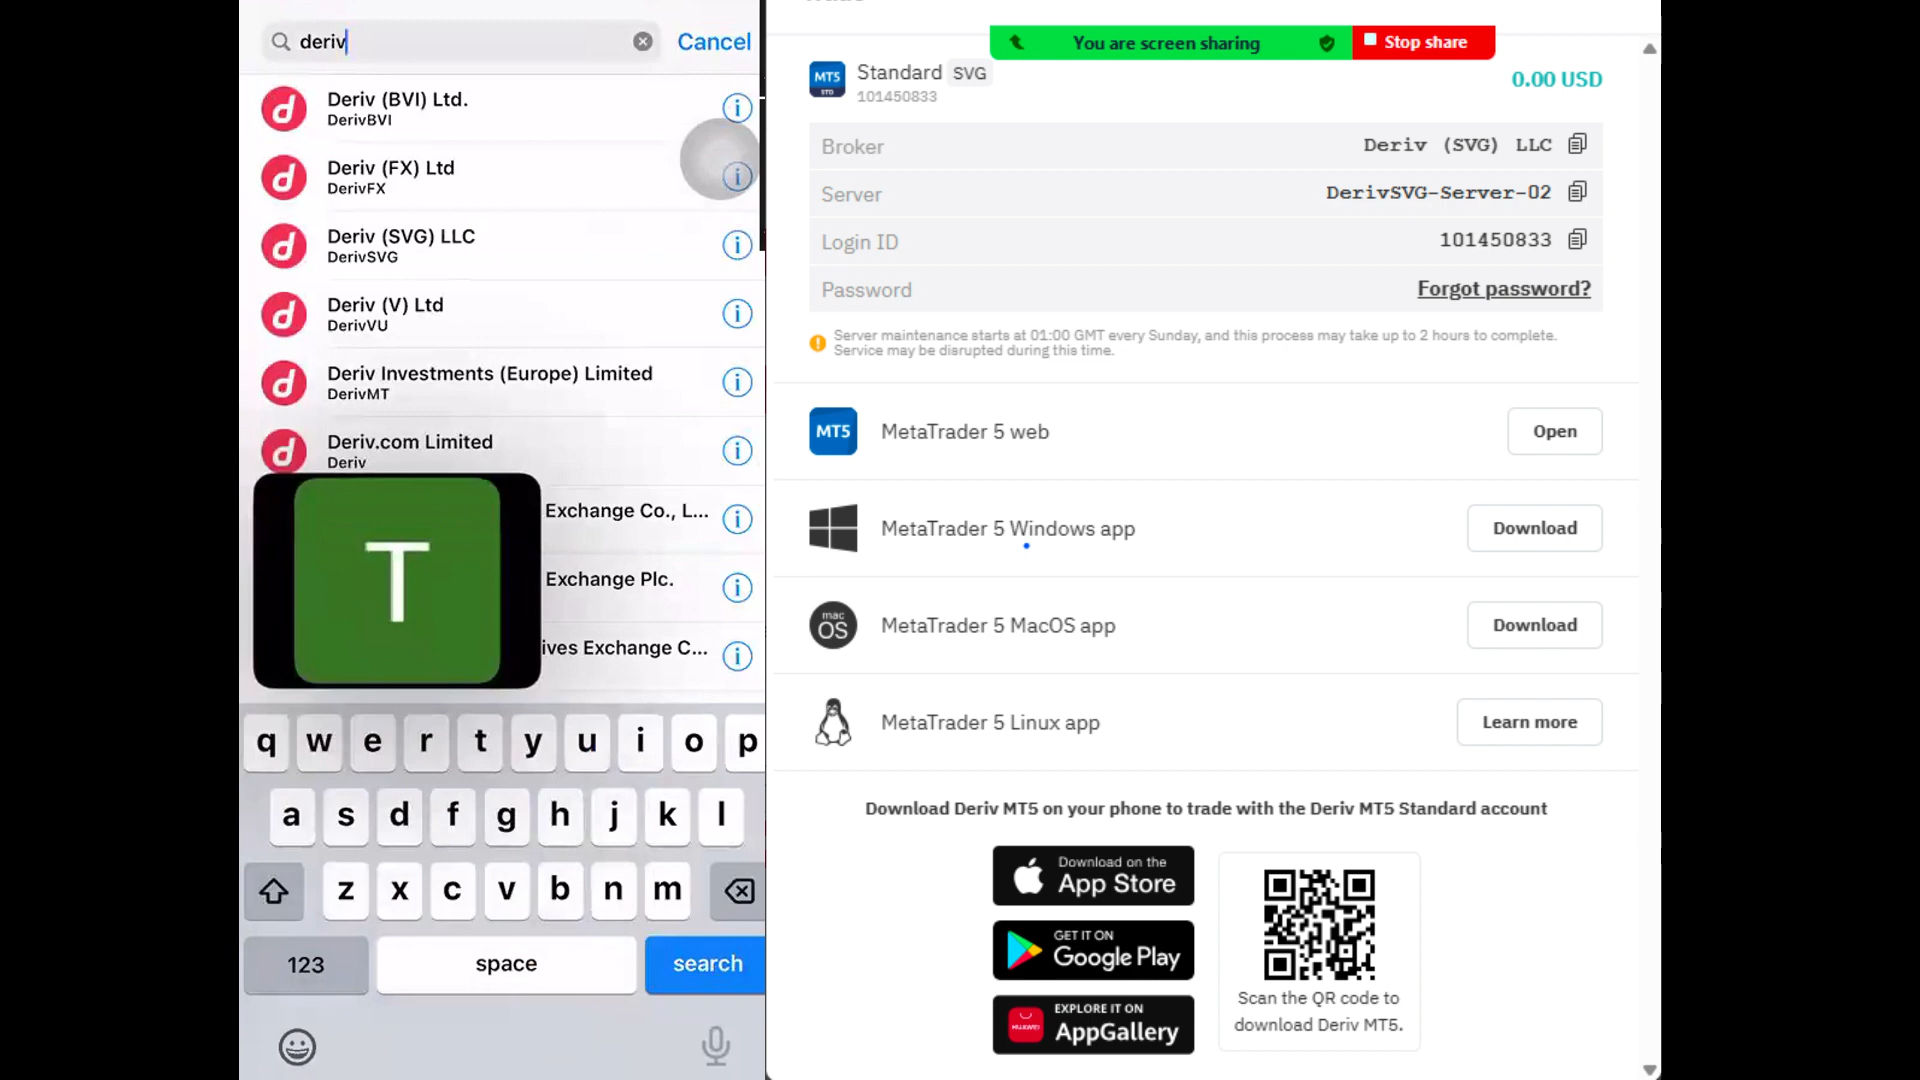 deriv
Cancel
Deriv (BVI) Ltd.
DerivBVI
Deriv (FX) Ltd
DerivFX
Deriv (SVG) LLC
DerivSVG
Deriv (V) Ltd
DerivVU
Deriv Investments (Europe) Limited
DerivMT
Deriv.com Limited
Deriv
Exchange Co., L...
Exchange Plc.
ives Exchange C...
T
q w e r t y u i o p
a s d f g h j k l
z x c v b n m
123
space
search
You are screen sharing
Stop share
MT5
STD
Standard SVG
101450833
0.00 USD
Broker
Deriv (SVG) LLC
Server
DerivSVG-Server-02
Login ID
101450833
Password
Forgot password?
Server maintenance starts at 01:00 GMT every Sunday, and this process may take up to 2 hours to complete.
Service may be disrupted during this time.
MT5
MetaTrader 5 web
Open
MetaTrader 5 Windows app
Download
mac
OS
MetaTrader 5 MacOS app
Download
MetaTrader 5 Linux app
Learn more
Download Deriv MT5 on your phone to trade with the Deriv MT5 Standard account
Download on the
App Store
GET IT ON
Google Play
EXPLORE IT ON
AppGallery
HUAWEI
Scan the QR code to
download Deriv MT5.